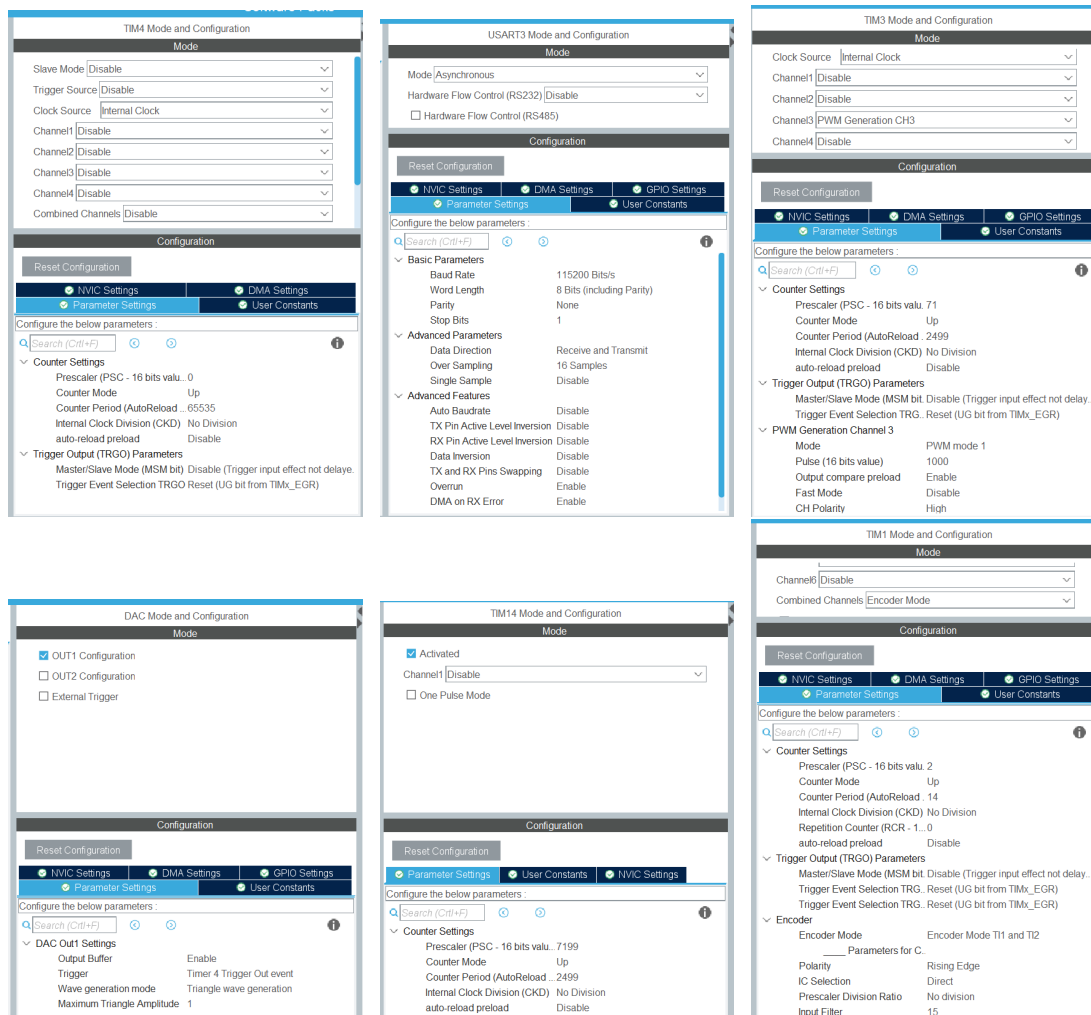 TIM4 Mode and Configuration
Mode
Slave Mode Disable
Trigger Source Disable
Clock Source Internal Clock
Channel1 Disable
Channel2 Disable
Channel3 Disable
Channel4 Disable
Combined Channels Disable
Configuration
Reset Configuration
NVIC Settings DMA Settings
Parameter Settings User Constants
Configure the below parameters :
Search (Crtl+F)
Counter Settings
Prescaler (PSC - 16 bits valu... 0
Counter Mode Up
Counter Period (AutoReload ... 65535
Internal Clock Division (CKD) No Division
auto-reload preload Disable
Trigger Output (TRGO) Parameters
Master/Slave Mode (MSM bit) Disable (Trigger input effect not delaye.
Trigger Event Selection TRGO Reset (UG bit from TIMx_EGR)
USART3 Mode and Configuration
Mode
Mode Asynchronous
Hardware Flow Control (RS232) Disable
Hardware Flow Control (RS485)
Configuration
Reset Configuration
NVIC Settings DMA Settings GPIO Settings
Parameter Settings User Constants
Configure the below parameters :
Search (Crtl+F)
Basic Parameters
Baud Rate 115200 Bits/s
Word Length 8 Bits (including Parity)
Parity None
Stop Bits 1
Advanced Parameters
Data Direction Receive and Transmit
Over Sampling 16 Samples
Single Sample Disable
Advanced Features
Auto Baudrate Disable
TX Pin Active Level Inversion Disable
RX Pin Active Level Inversion Disable
Data Inversion Disable
TX and RX Pins Swapping Disable
Overrun Enable
DMA on RX Error Enable
TIM3 Mode and Configuration
Mode
Clock Source Internal Clock
Channel1 Disable
Channel2 Disable
Channel3 PWM Generation CH3
Channel4 Disable
Configuration
Reset Configuration
NVIC Settings DMA Settings GPIO Settings
Parameter Settings User Constants
Configure the below parameters :
Search (Crtl+F)
Counter Settings
Prescaler (PSC - 16 bits valu. 71
Counter Mode Up
Counter Period (AutoReload . 2499
Internal Clock Division (CKD) No Division
auto-reload preload Disable
Trigger Output (TRGO) Parameters
Master/Slave Mode (MSM bit. Disable (Trigger input effect not delay..
Trigger Event Selection TRG.. Reset (UG bit from TIMx_EGR)
PWM Generation Channel 3
Mode PWM mode 1
Pulse (16 bits value) 1000
Output compare preload Enable
Fast Mode Disable
CH Polarity High
DAC Mode and Configuration
Mode
OUT1 Configuration
OUT2 Configuration
External Trigger
Configuration
Reset Configuration
NVIC Settings DMA Settings GPIO Settings
Parameter Settings User Constants
Configure the below parameters :
Search (Crtl+F)
DAC Out1 Settings
Output Buffer Enable
Trigger Timer 4 Trigger Out event
Wave generation mode Triangle wave generation
Maximum Triangle Amplitude 1
TIM14 Mode and Configuration
Mode
Activated
Channel1 Disable
One Pulse Mode
Configuration
Reset Configuration
Parameter Settings User Constants NVIC Settings
Configure the below parameters :
Search (Crtl+F)
Counter Settings
Prescaler (PSC - 16 bits valu... 7199
Counter Mode Up
Counter Period (AutoReload ... 2499
Internal Clock Division (CKD) No Division
auto-reload preload Disable
TIM1 Mode and Configuration
Mode
Channel6 Disable
Combined Channels Encoder Mode
Configuration
Reset Configuration
NVIC Settings DMA Settings GPIO Settings
Parameter Settings User Constants
Configure the below parameters :
Search (Crtl+F)
Counter Settings
Prescaler (PSC - 16 bits valu. 2
Counter Mode Up
Counter Period (AutoReload . 14
Internal Clock Division (CKD) No Division
Repetition Counter (RCR - 1... 0
auto-reload preload Disable
Trigger Output (TRGO) Parameters
Master/Slave Mode (MSM bit. Disable (Trigger input effect not delay..
Trigger Event Selection TRG.. Reset (UG bit from TIMx_EGR)
Trigger Event Selection TRG.. Reset (UG bit from TIMx_EGR)
Encoder
Encoder Mode Encoder Mode TI1 and TI2
____ Parameters for C..
Polarity Rising Edge
IC Selection Direct
Prescaler Division Ratio No division
Input Filter 15